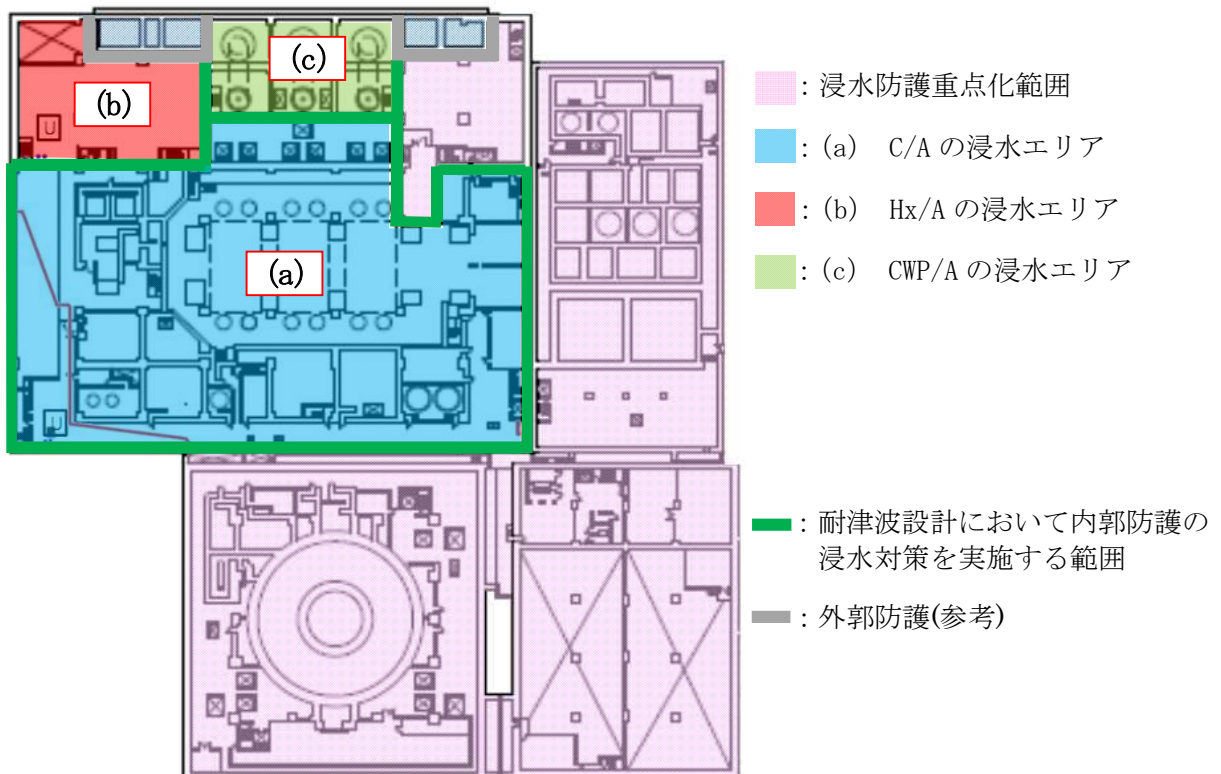 (c)
(b)
(a)
U
U
：浸水防護重点化範囲
：(a) C/A の浸水エリア
：(b) Hx/A の浸水エリア
：(c) CWP/A の浸水エリア
：耐津波設計において内郭防護の
浸水対策を実施する範囲
：外郭防護(参考)